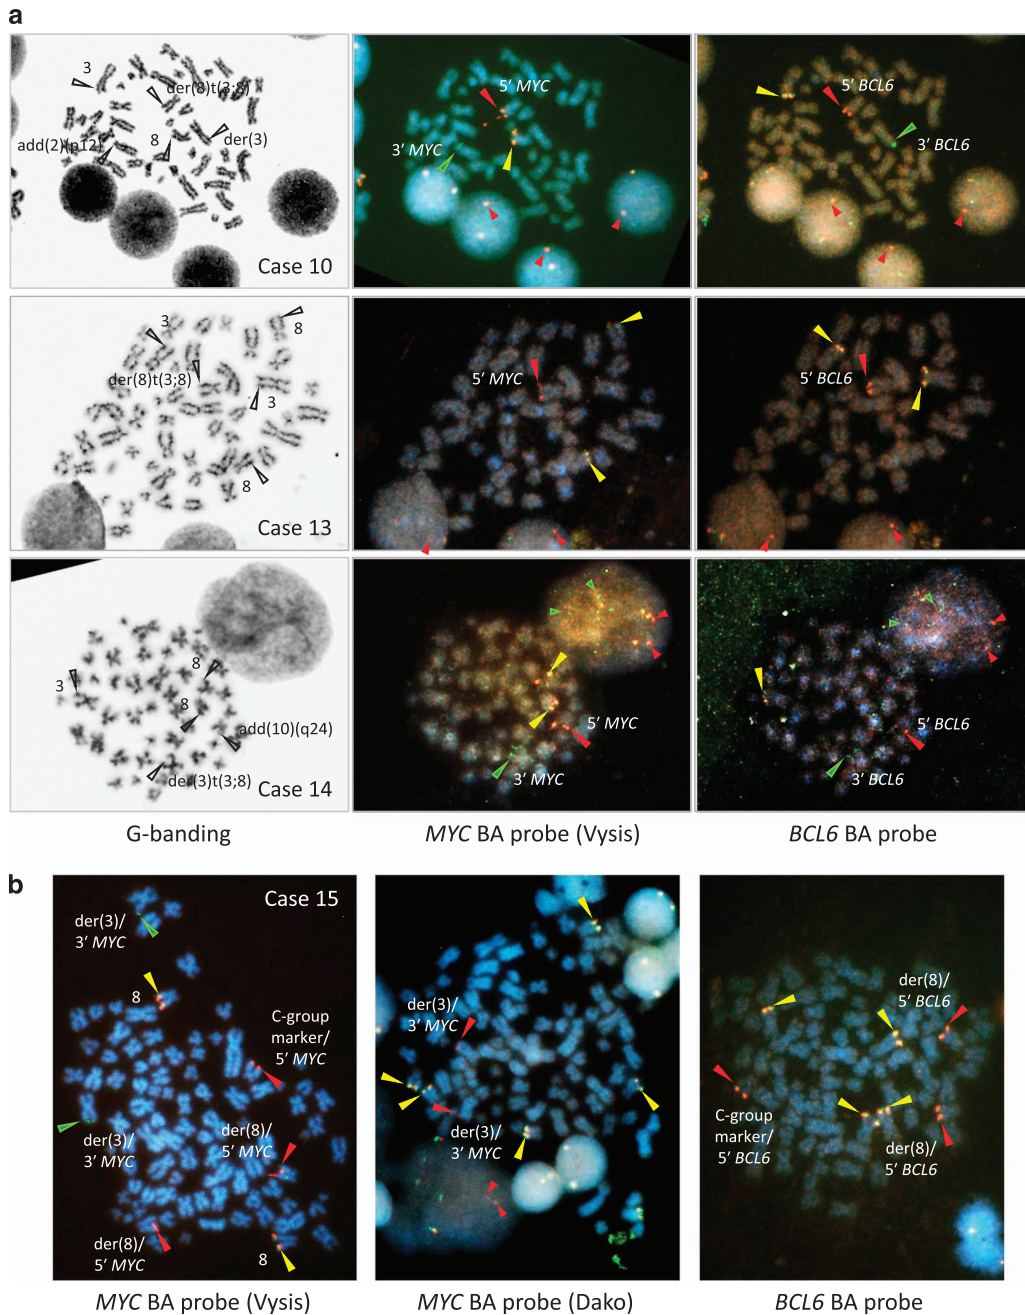 a
3
der(8)t(3;8)
add(2)(p12)
8
der(3)
Case 10
5' MYC
3' MYC
5' BCL6
3' BCL6
3
8
der(8)t(3;8)
3
8
Case 13
5' MYC
5' BCL6
8
3
8
add(10)(q24)
der(3)t(3;8)
Case 14
5' MYC
3' MYC
5' BCL6
3' BCL6
G-banding
MYC BA probe (Vysis)
BCL6 BA probe
b
Case 15
der(3)/
3' MYC
8
C-group
marker/
5' MYC
der(3)/
3' MYC
der(8)/
5' MYC
der(8)/
5' MYC
8
der(3)/
3' MYC
der(3)/
3' MYC
der(8)/
5' BCL6
C-group
marker/
5' BCL6
der(8)/
5' BCL6
MYC BA probe (Vysis)
MYC BA probe (Dako)
BCL6 BA probe